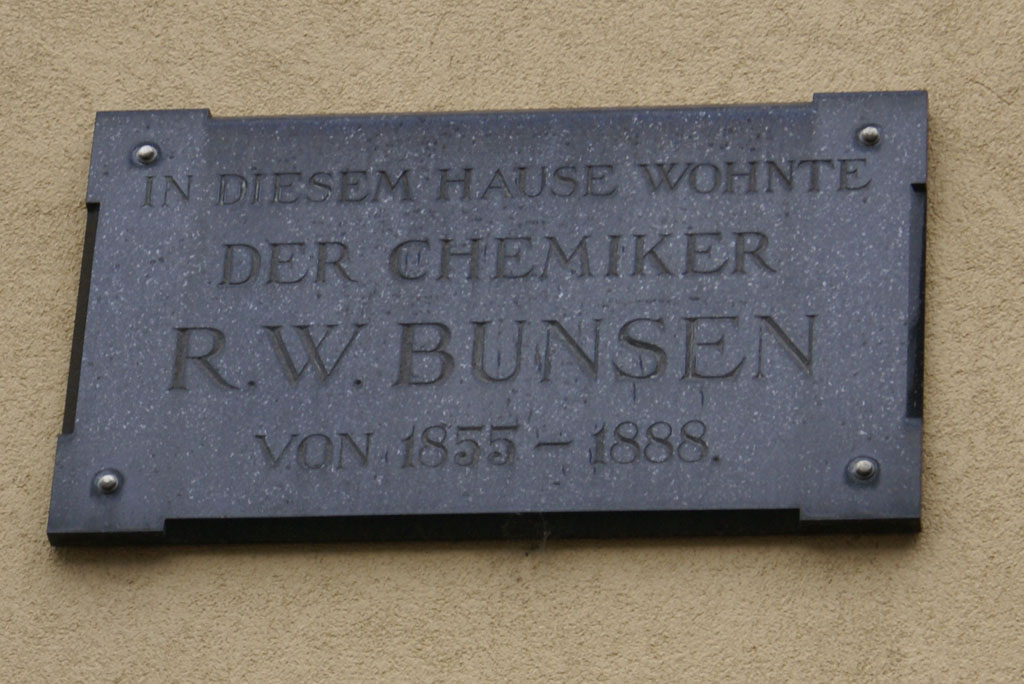 IN DIESEM HAUSE WOHNTE
DER CHEMIKER
R.W. BUNSEN
VON 1855 – 1888.